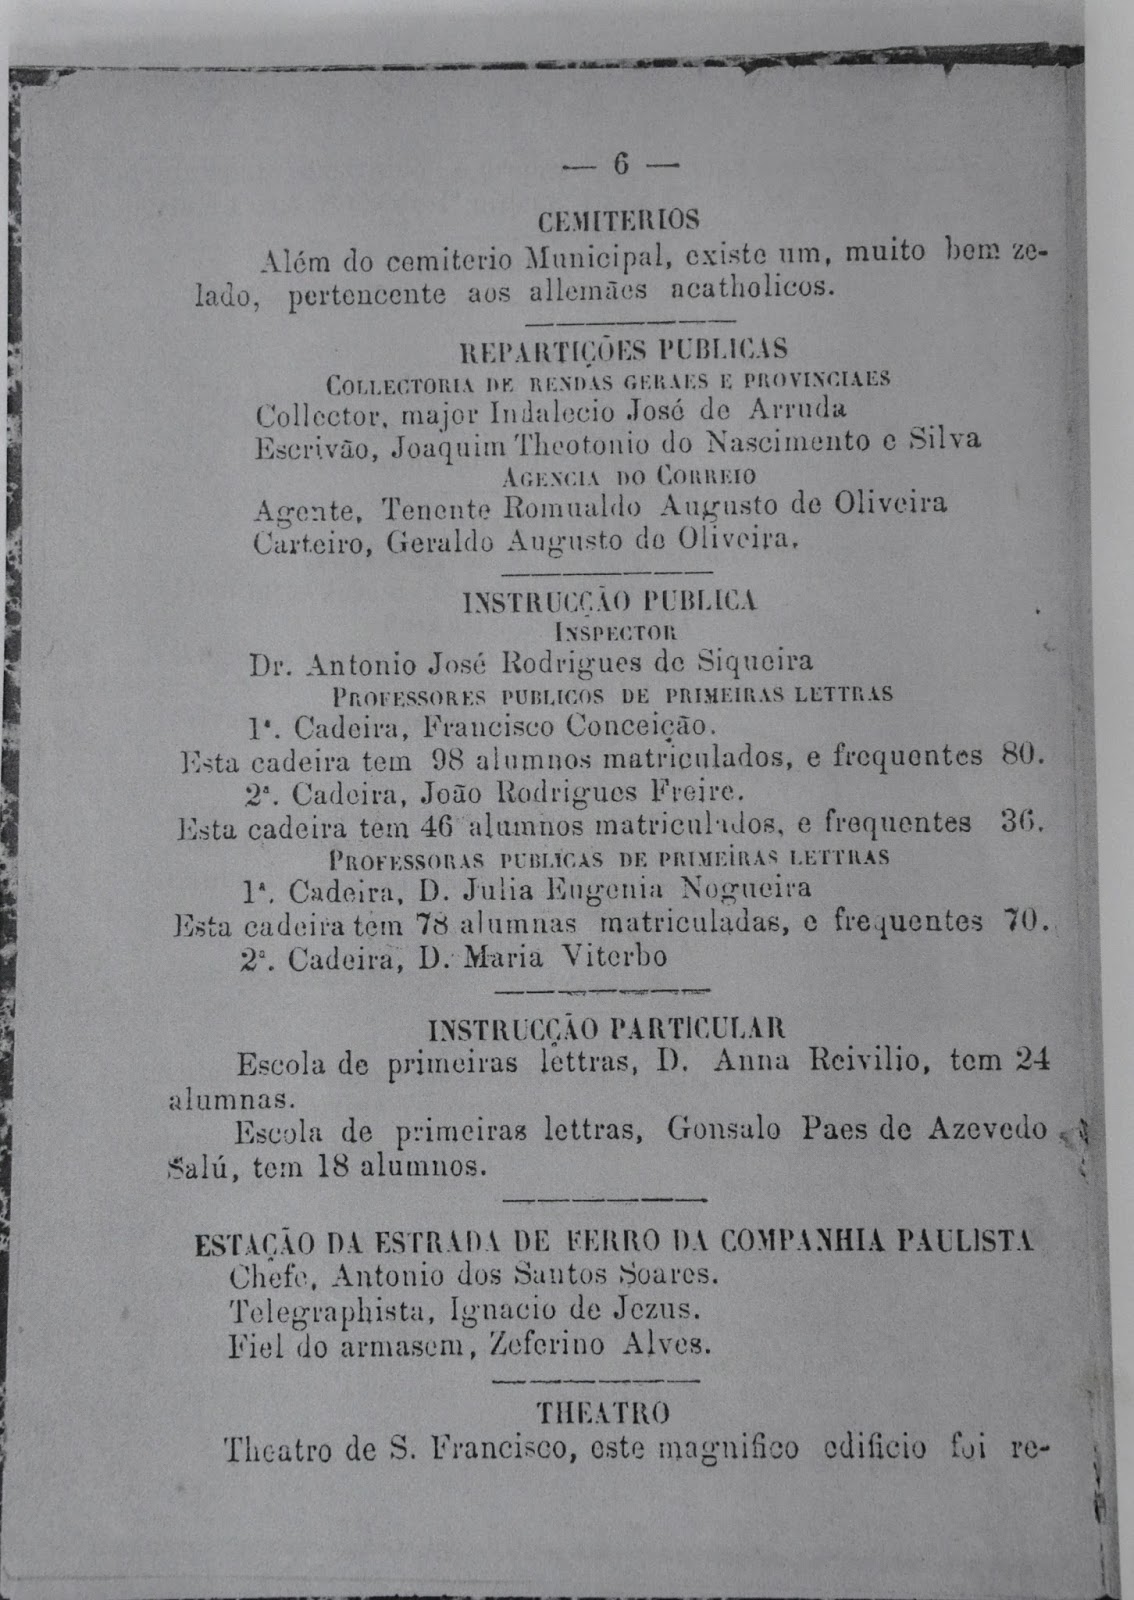 — 6 —
CEMITERIOS
Além do cemiterio Municipal, existe um, muito bem ze-
lado, pertencente aos allemães acatholicos.
REPARTIÇÕES PUBLICAS
COLLECTORIA DE RENDAS GERAES E PROVINCIAES
Collector, major Indalecio José de Arruda
Escrivão, Joaquim Theotonio do Nascimento e Silva
AGENCIA DO CORREIO
Agente, Tenente Romualdo Augusto de Oliveira
Carteiro, Geraldo Augusto de Oliveira.
INSTRUCÇÃO PUBLICA
INSPECTOR
Dr. Antonio José Rodrigues de Siqueira
PROFESSORES PUBLICOS DE PRIMEIRAS LETTRAS
1ª. Cadeira, Francisco Conceição.
Esta cadeira tem 98 alumnos matriculados, e frequentes 80.
2ª. Cadeira, João Rodrigues Freire.
Esta cadeira tem 46 alumnos matriculados, e frequentes 36.
PROFESSORAS PUBLICAS DE PRIMEIRAS LETTRAS
1ª. Cadeira, D. Julia Eugenia Nogueira
Esta cadeira tem 78 alumnas matriculadas, e frequentes 70.
2ª. Cadeira, D. Maria Viterbo
INSTRUCÇÃO PARTICULAR
Escola de primeiras lettras, D. Anna Reivilio, tem 24
alumnas.
Escola de primeiras lettras, Gonsalo Paes de Azevedo
Salú, tem 18 alumnos.
ESTAÇÃO DA ESTRADA DE FERRO DA COMPANHIA PAULISTA
Chefe, Antonio dos Santos Soares.
Telegraphista, Ignacio de Jezus.
Fiel do armasem, Zeferino Alves.
THEATRO
Theatro de S. Francisco, este magnifico edificio foi re-